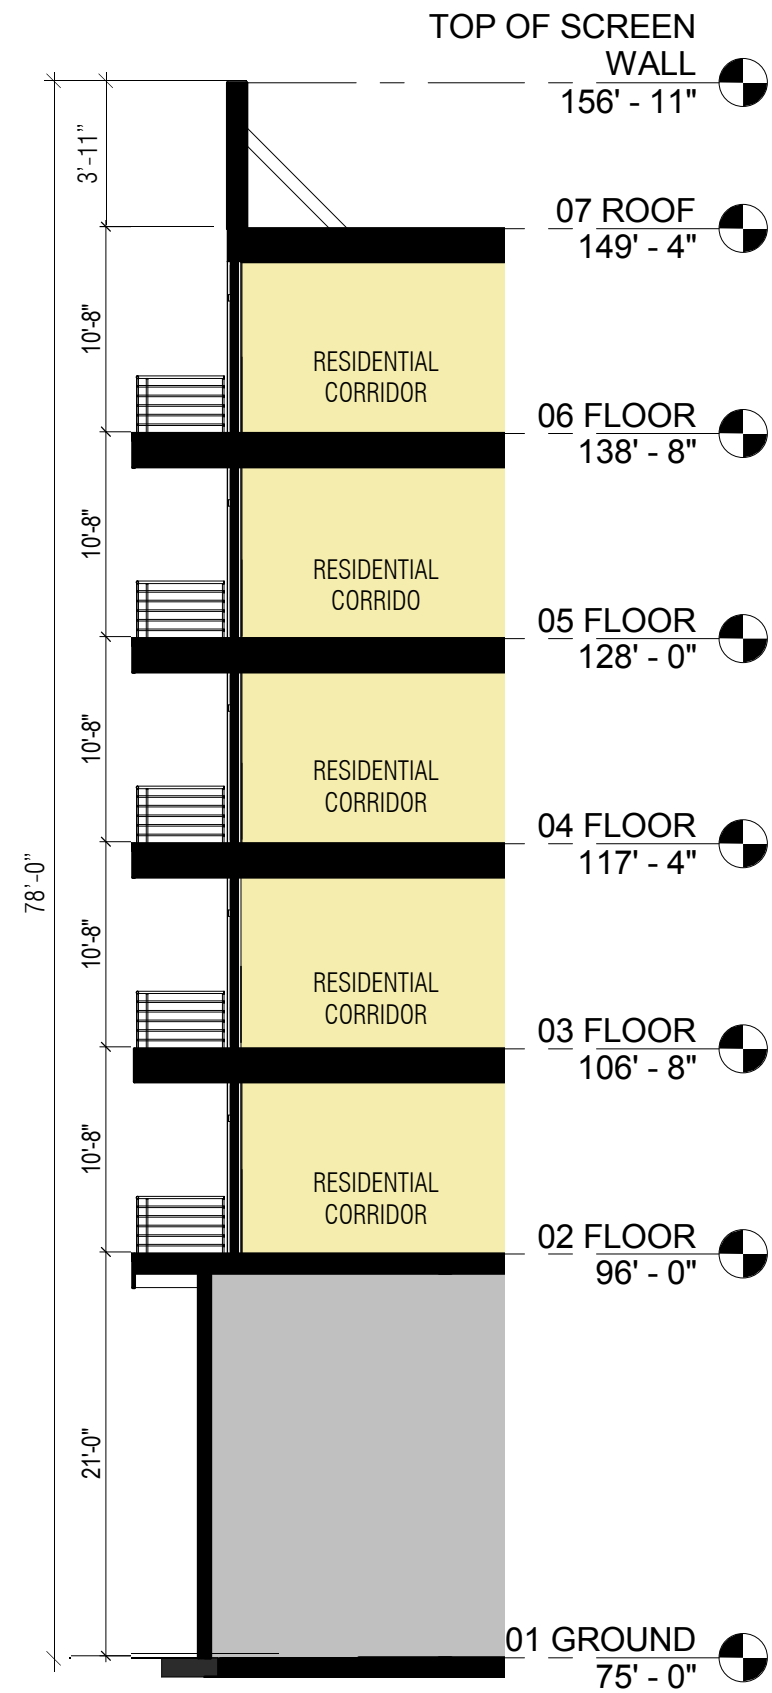 TOP OF SCREEN
WALL
156' - 11"
3'-11"
07 ROOF
149' - 4"
10'-8"
RESIDENTIAL
CORRIDOR
06 FLOOR
138' - 8"
10'-8"
RESIDENTIAL
CORRIDO
05 FLOOR
128' - 0"
10'-8"
RESIDENTIAL
CORRIDOR
04 FLOOR
117' - 4"
78'-0"
10'-8"
RESIDENTIAL
CORRIDOR
03 FLOOR
106' - 8"
10'-8"
RESIDENTIAL
CORRIDOR
02 FLOOR
96' - 0"
21'-0"
01 GROUND
75' - 0"